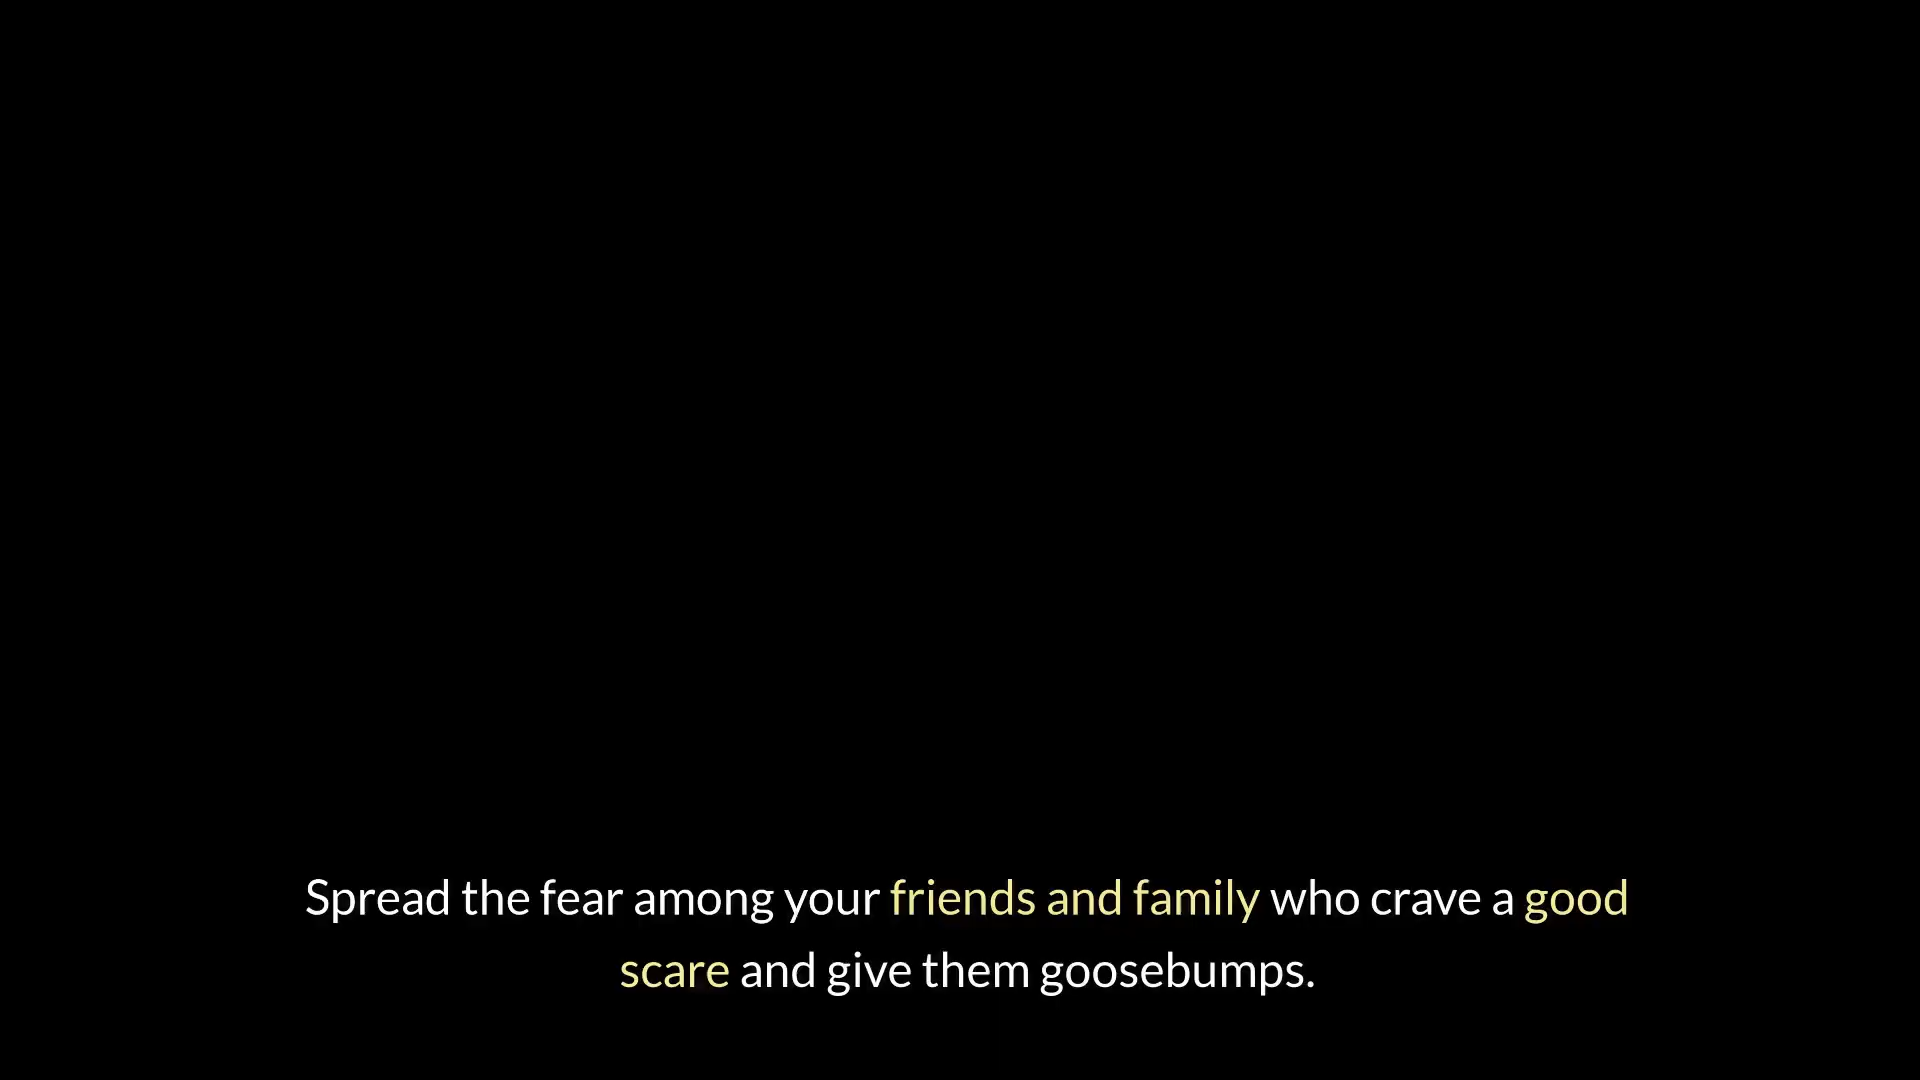 Spread the fear among your friends and family who crave a good
scare and give them goosebumps.